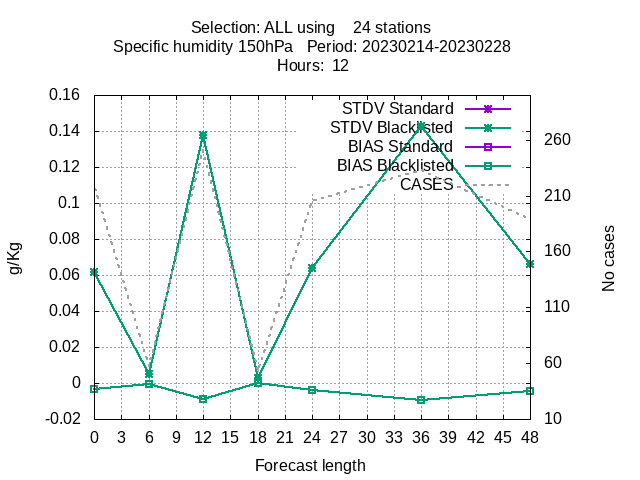 Selection: ALL using    24 stations
Specific humidity 150hPa   Period: 20230214-20230228
Hours:  12
STDV Standard
STDV Blacklisted
BIAS Standard
BIAS Blacklisted
CASES
0.16
0.14
0.12
0.1
0.08
0.06
0.04
0.02
0
-0.02
g/Kg
260
210
160
110
60
10
No cases
0 3 6 9 12 15 18 21 24 27 30 33 36 39 42 45 48
Forecast length